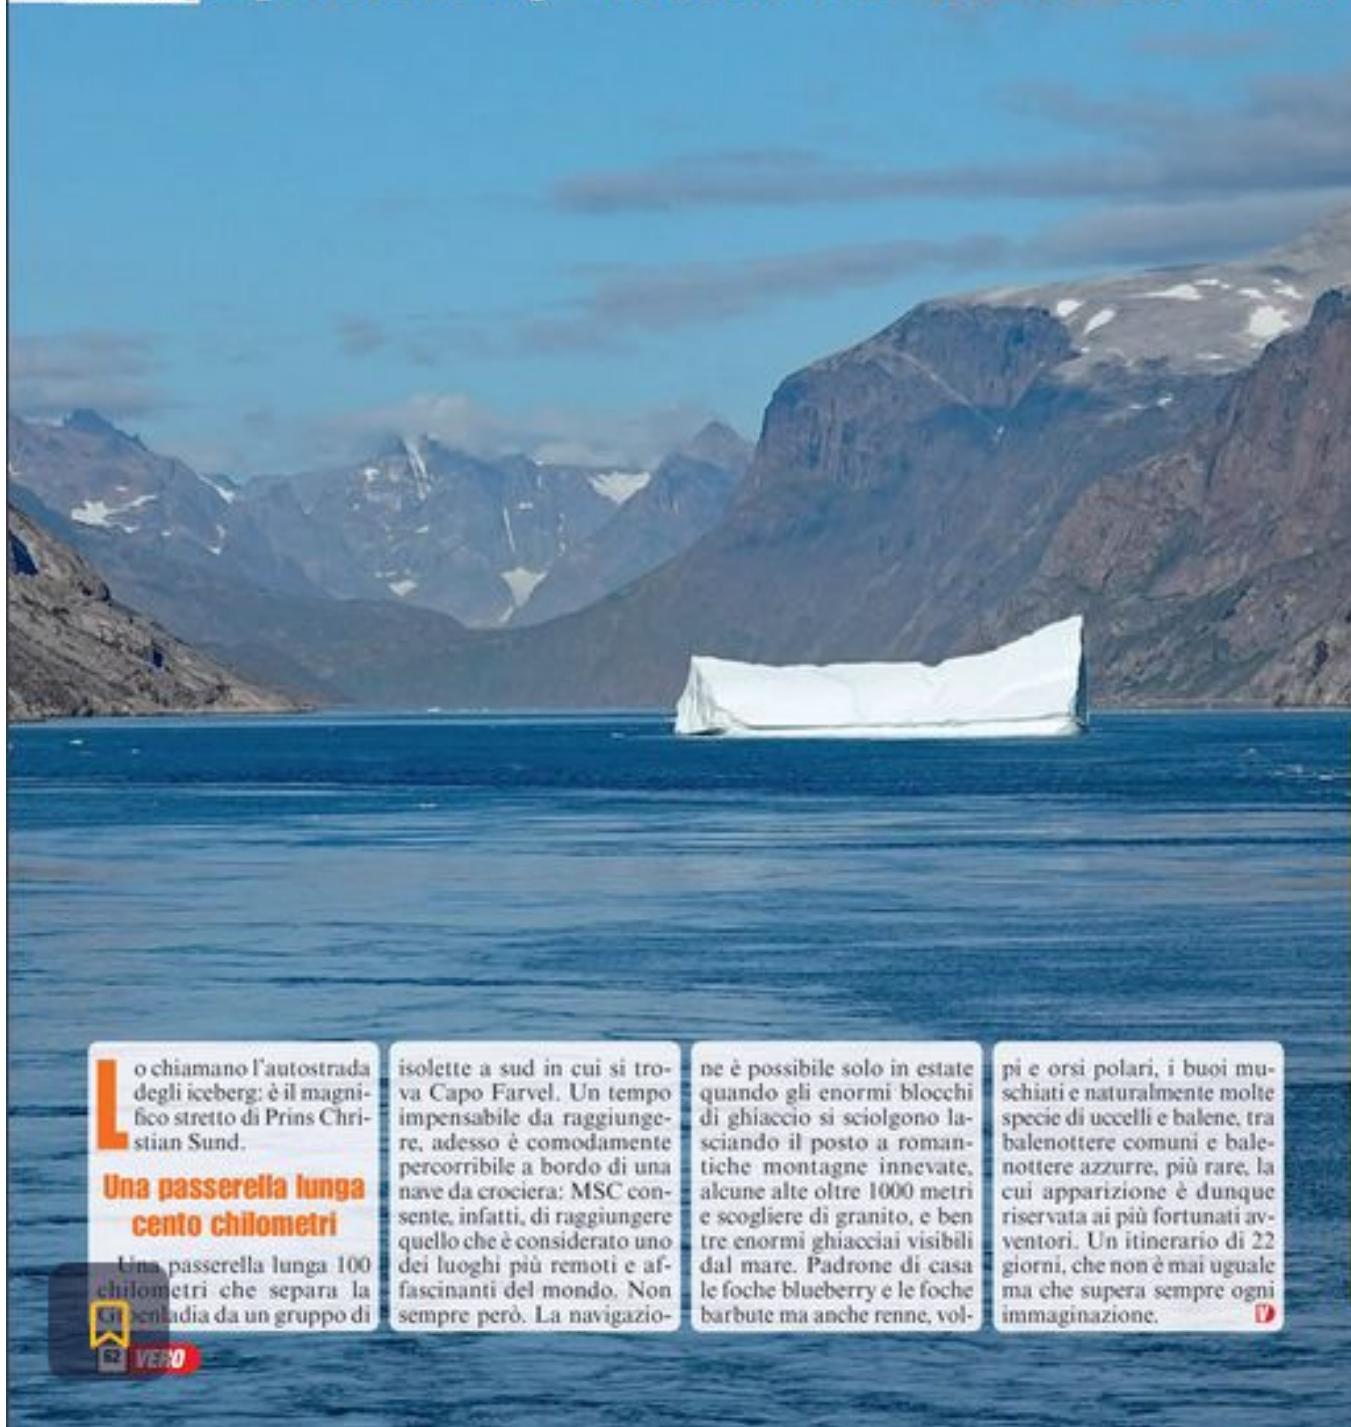 Lo chiamano l'autostrada
degli iceberg: è il magni-
fico stretto di Prins Chri-
stian Sund.
Una passerella lunga
cento chilometri
Una passerella lunga 100
chilometri che separa la
Groenladia da un gruppo di
isolette a sud in cui si tro-
va Capo Farvel. Un tempo
impensabile da raggiunge-
re, adesso è comodamente
percorribile a bordo di una
nave da crociera: MSC con-
sente, infatti, di raggiungere
quello che è considerato uno
dei luoghi più remoti e af-
fascinanti del mondo. Non
sempre però. La navigazio-
ne è possibile solo in estate
quando gli enormi blocchi
di ghiaccio si sciolgono la-
sciando il posto a roman-
tiche montagne innevate,
alcune alte oltre 1000 metri
e scogliere di granito, e ben
tre enormi ghiacciai visibili
dal mare. Padrone di casa
le foche blueberry e le foche
barbute ma anche renne, vol-
pi e orsi polari, i buoi mu-
schiati e naturalmente molte
specie di uccelli e balene, tra
balenottere comuni e bale-
nottere azzurre, più rare, la
cui apparizione è dunque
riservata ai più fortunati av-
ventori. Un itinerario di 22
giorni, che non è mai uguale
ma che supera sempre ogni
immaginazione. V
62 VERO